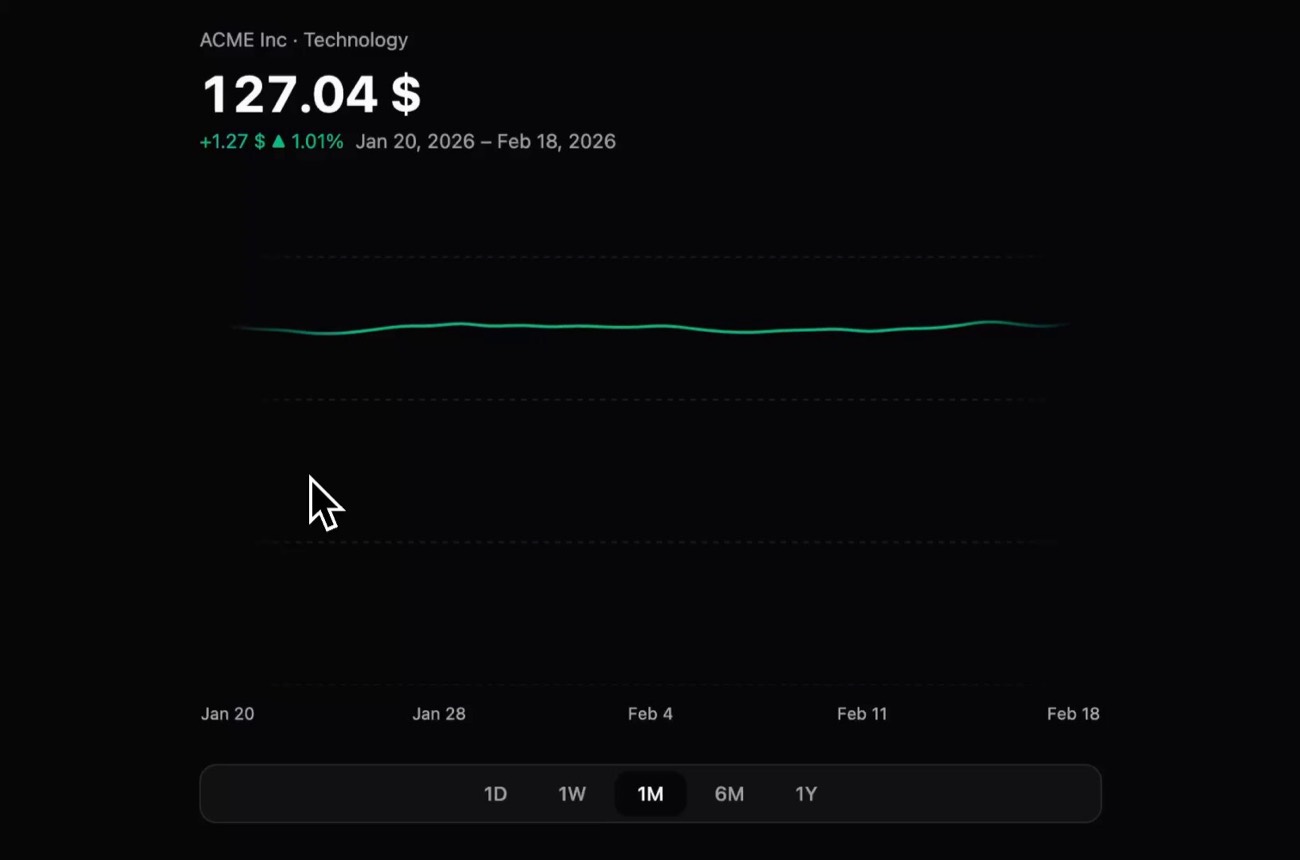 ACME Inc · Technology
127.04 $
+1.27 $ ▲ 1.01% Jan 20, 2026 – Feb 18, 2026
Jan 20 Jan 28 Feb 4 Feb 11 Feb 18
1D 1W 1M 6M 1Y